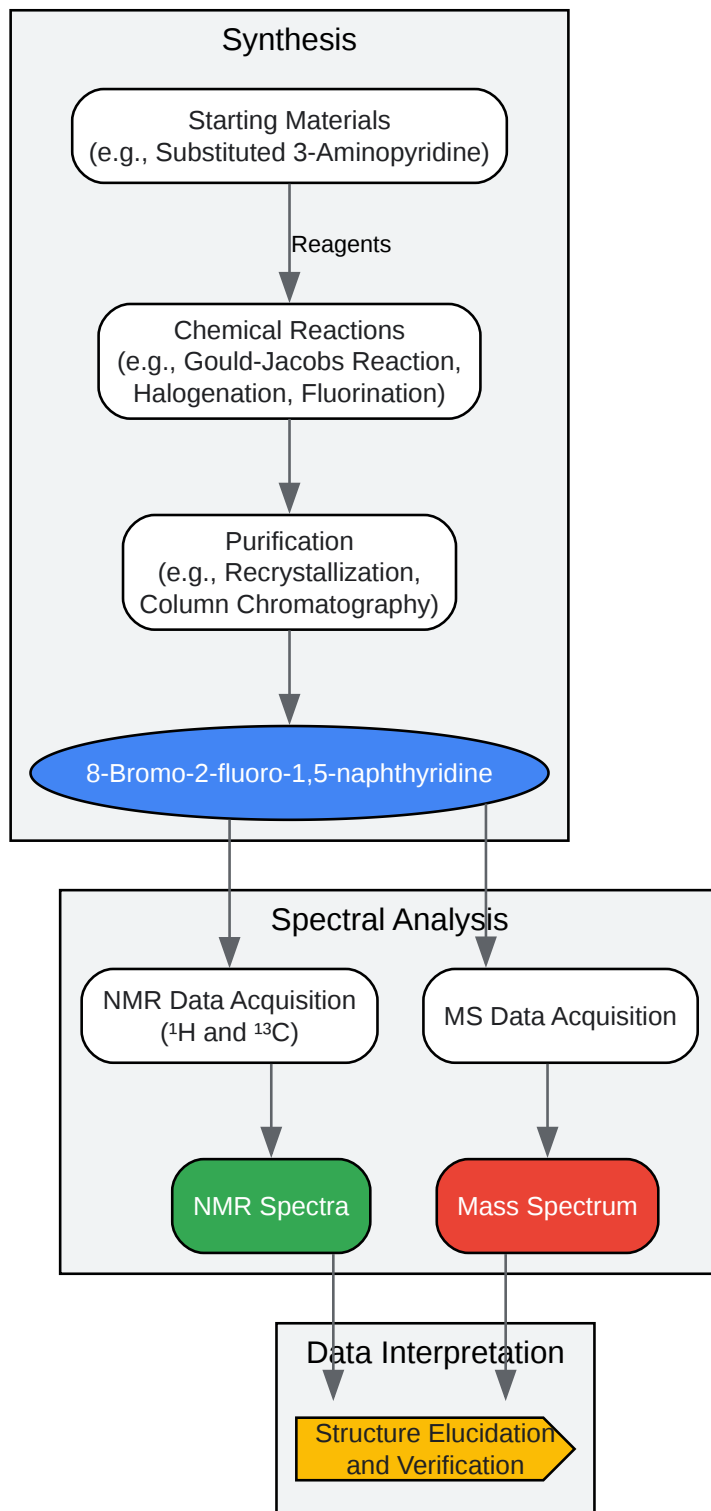 Synthesis
Starting Materials
(e.g., Substituted 3-Aminopyridine)
Reagents
Chemical Reactions
(e.g., Gould-Jacobs Reaction,
Halogenation, Fluorination)
Purification
(e.g., Recrystallization,
Column Chromatography)
8-Bromo-2-fluoro-1,5-naphthyridine
Spectral Analysis
NMR Data Acquisition
(¹H and ¹³C)
MS Data Acquisition
NMR Spectra
Mass Spectrum
Data Interpretation
Structure Elucidation
and Verification